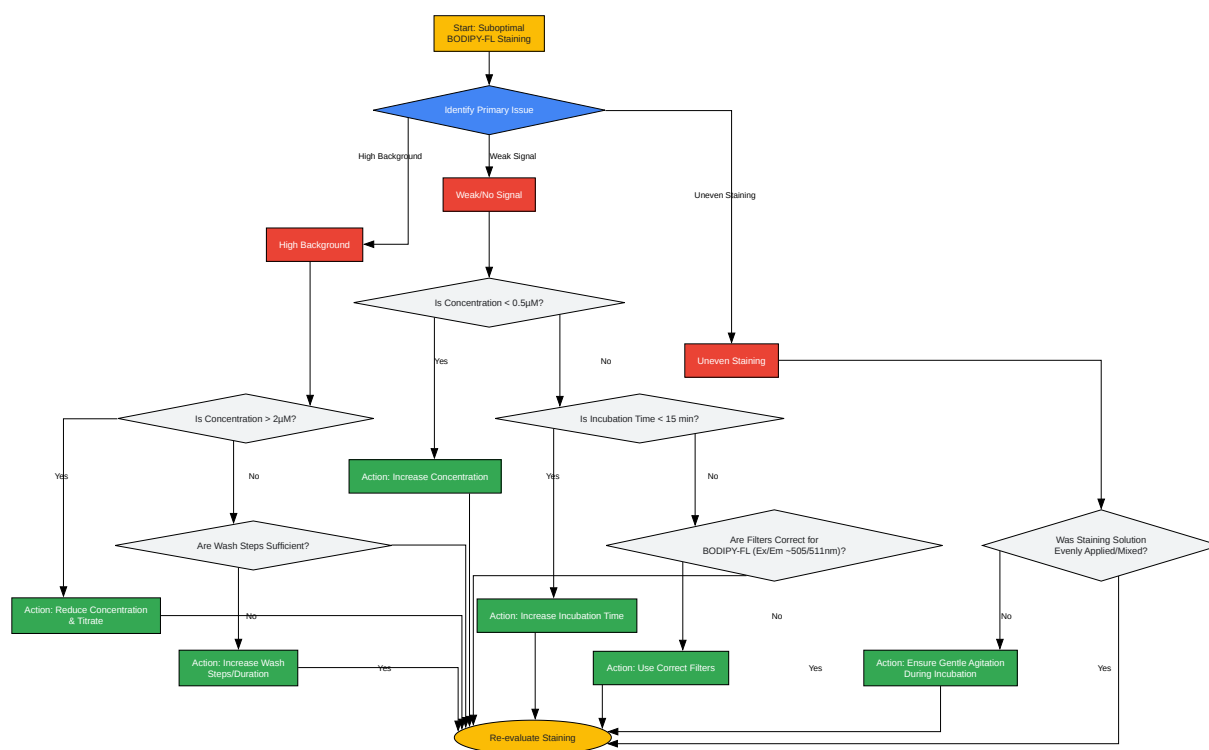 Start: Suboptimal
BODIPY-FL Staining
Identify Primary Issue
High Background
Weak Signal
Weak/No Signal
Uneven Staining
High Background
Is Concentration < 0.5µM?
Yes
No
Uneven Staining
Is Concentration > 2µM?
Is Incubation Time < 15 min?
Yes
No
Action: Increase Concentration
Yes
No
Are Wash Steps Sufficient?
Are Filters Correct for
BODIPY-FL (Ex/Em ~505/511nm)?
Was Staining Solution
Evenly Applied/Mixed?
Action: Reduce Concentration
& Titrate
No
Action: Increase Incubation Time
No
No
Action: Increase Wash
Steps/Duration
Yes
Action: Use Correct Filters
Yes
Action: Ensure Gentle Agitation
During Incubation
Yes
Re-evaluate Staining